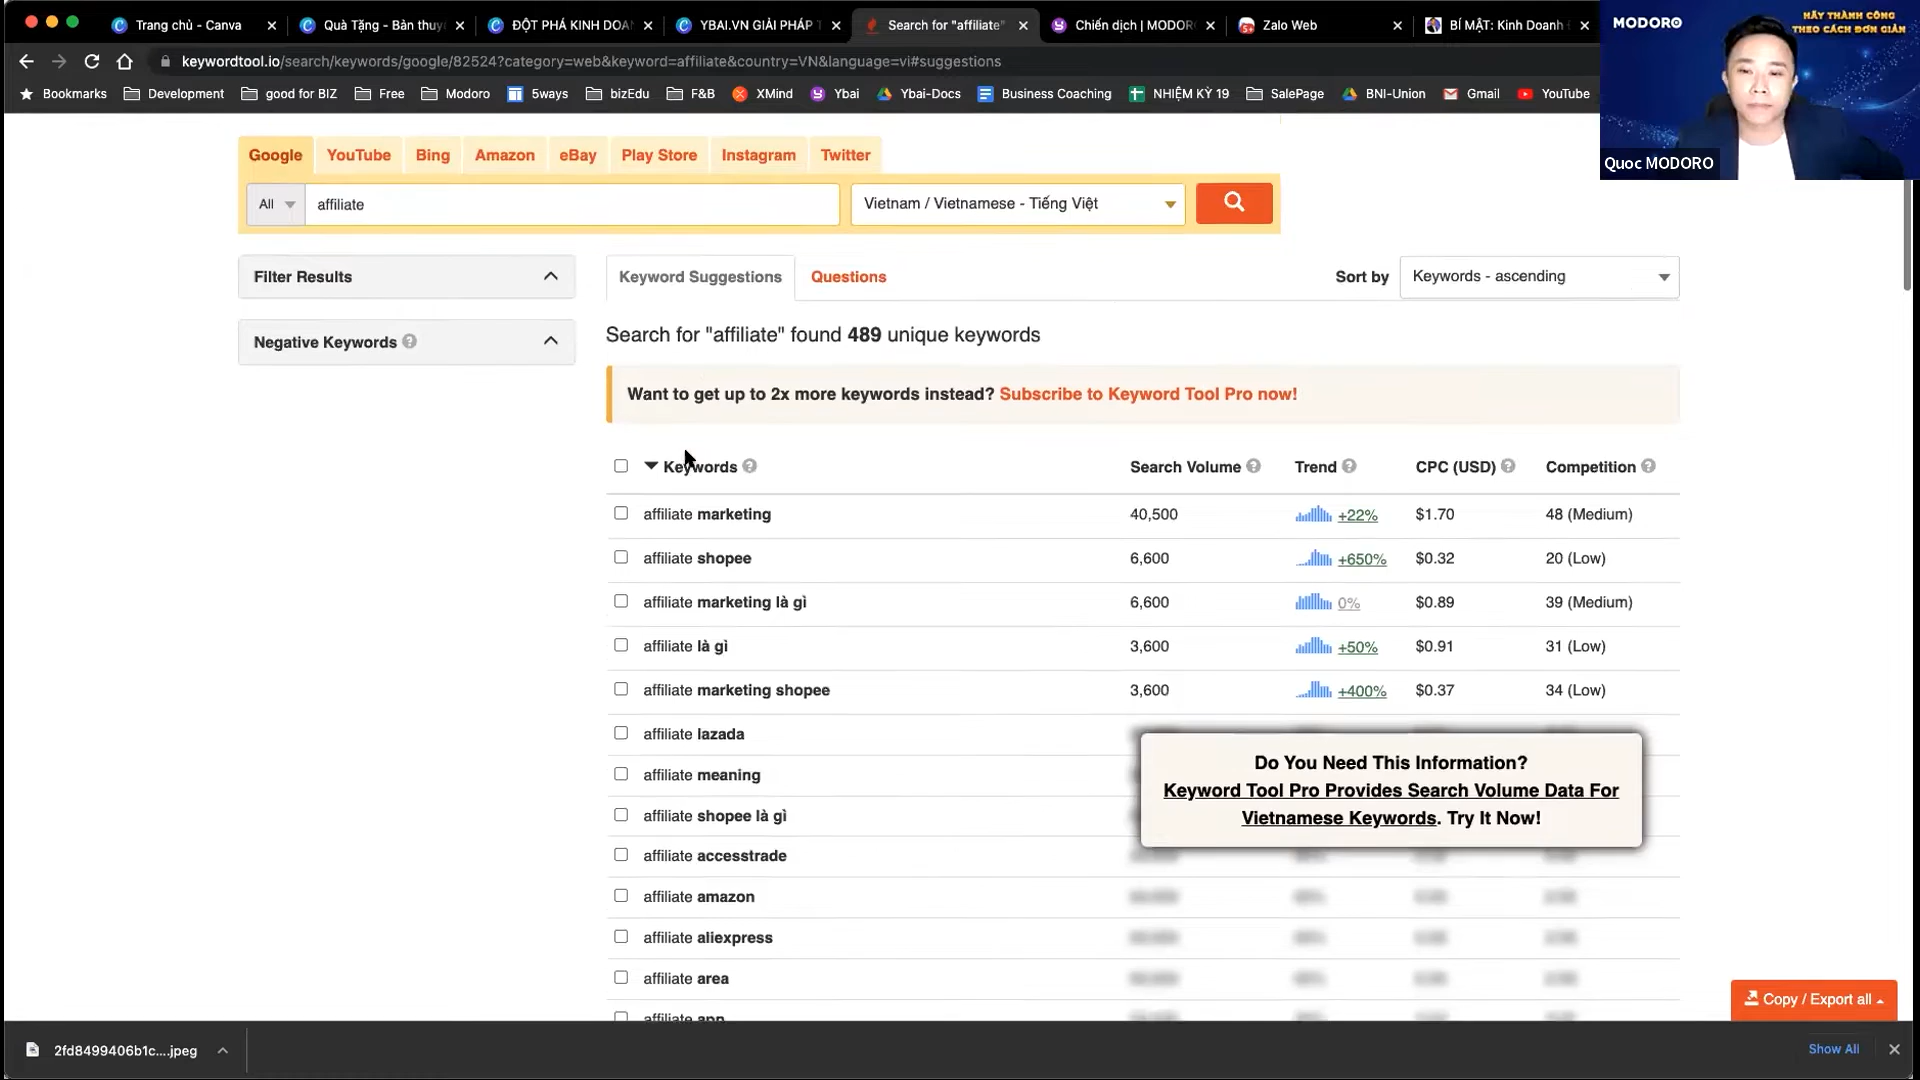 Trang chủ - Canva
Quà Tặng - Bản thuy
ĐỘT PHÁ KINH DOAN
YBAI.VN GIẢI PHÁP T
Search for "affiliate"
Chiến dịch | MODOR
Zalo Web
BÍ MẬT: Kinh Doanh
keywordtool.io/search/keywords/google/82524?category=web&keyword=affiliate&country=VN&language=vi#suggestions
Bookmarks Development good for BIZ Free Modoro 5ways bizEdu F&B XMind Ybai Ybai-Docs Business Coaching NHIỆM KỲ 19 SalePage BNI-Union Gmail YouTube
MODORO
HÃY THÀNH CÔNG
THEO CÁCH ĐƠN GIẢN
Quoc MODORO
Google YouTube Bing Amazon eBay Play Store Instagram Twitter
All affiliate Vietnam / Vietnamese - Tiếng Việt
Filter Results
Negative Keywords ?
Keyword Suggestions Questions Sort by Keywords - ascending
Search for "affiliate" found 489 unique keywords
Want to get up to 2x more keywords instead? Subscribe to Keyword Tool Pro now!
Keywords ? Search Volume ? Trend ? CPC (USD) ? Competition ?
affiliate marketing 40,500 +22% $1.70 48 (Medium)
affiliate shopee 6,600 +650% $0.32 20 (Low)
affiliate marketing là gì 6,600 0% $0.89 39 (Medium)
affiliate là gì 3,600 +50% $0.91 31 (Low)
affiliate marketing shopee 3,600 +400% $0.37 34 (Low)
affiliate lazada
affiliate meaning
affiliate shopee là gì
affiliate accesstrade
affiliate amazon
affiliate aliexpress
affiliate area
affiliate app
Do You Need This Information?
Keyword Tool Pro Provides Search Volume Data For
Vietnamese Keywords. Try It Now!
Copy / Export all
2fd8499406b1c....jpeg
Show All